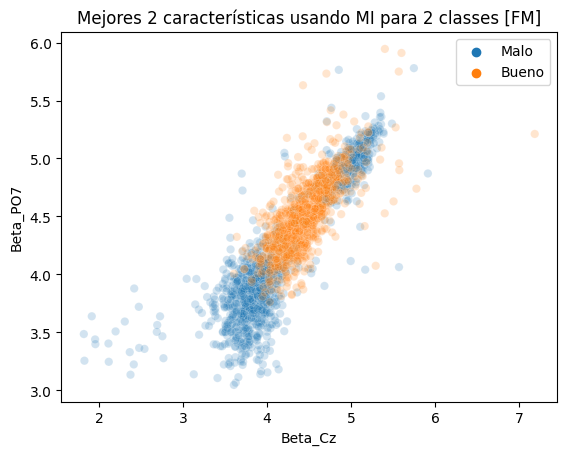 Mejores 2 características usando MI para 2 classes [FM]
Malo
Bueno
6.0
5.5
5.0
4.5
4.0
3.5
3.0
Beta_PO7
2 3 4 5 6 7
Beta_Cz